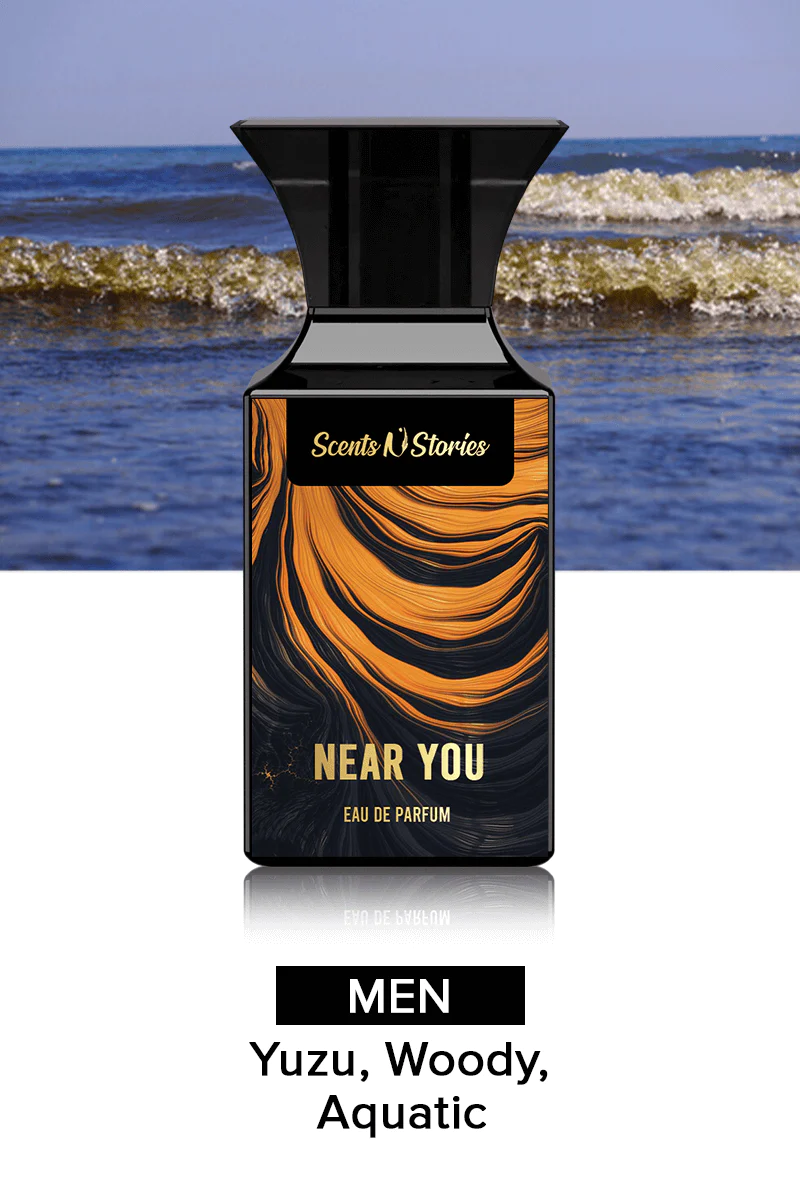 Scents N Stories
NEAR YOU
EAU DE PARFUM
EAU DE PARFUM
MEN
Yuzu, Woody,
Aquatic